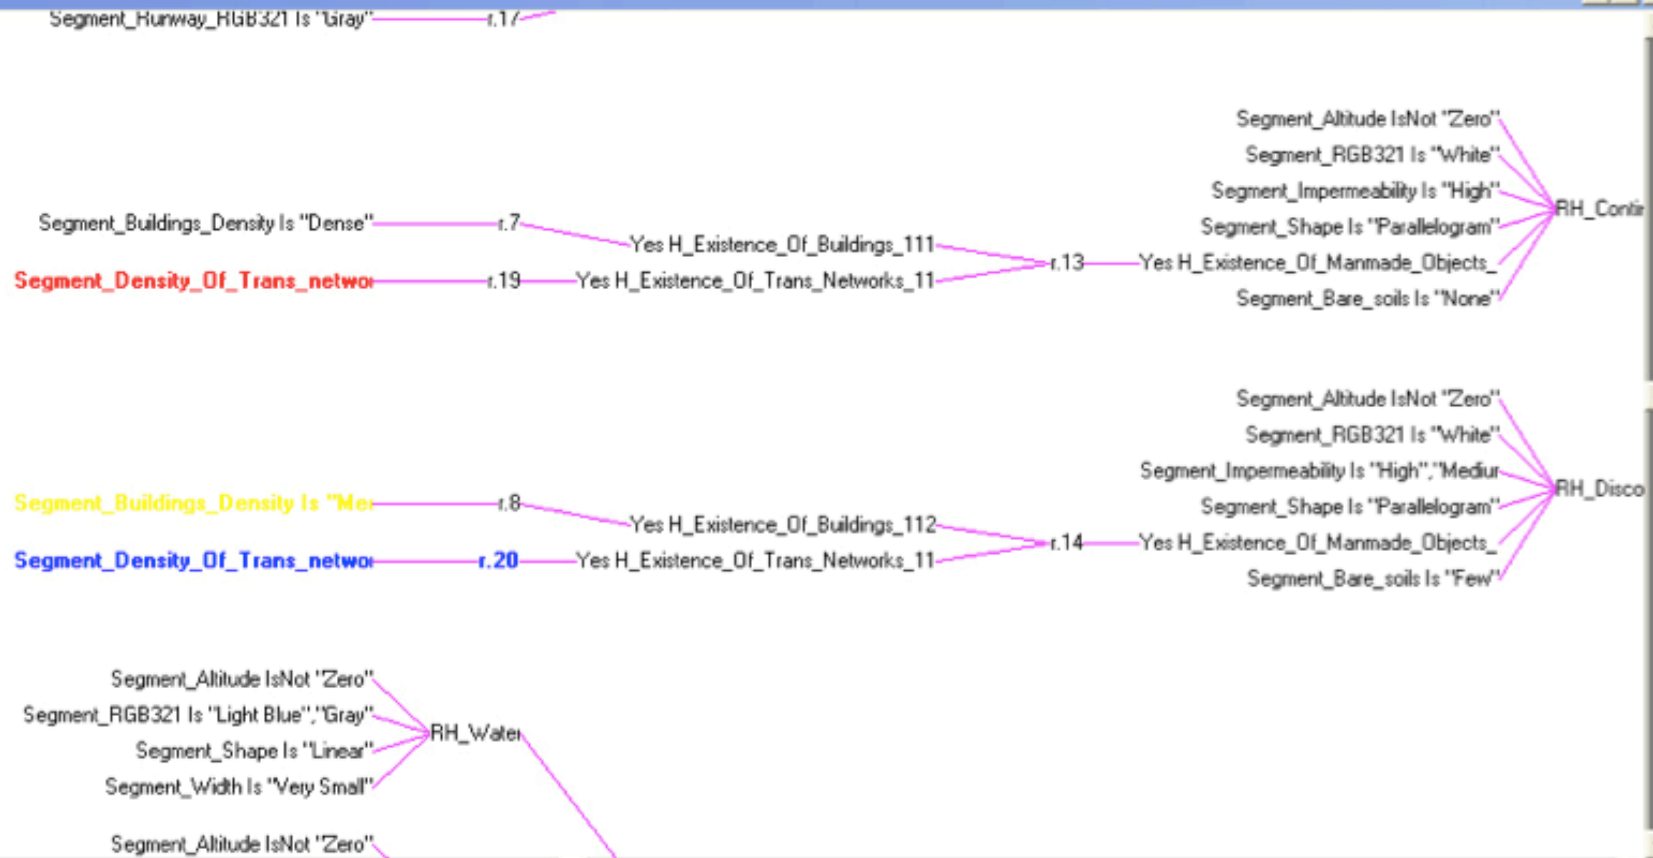 Segment_Runway_RGB321 Is "Gray" r.17
Segment_Altitude IsNot "Zero"
Segment_RGB321 Is "White"
Segment_Impermeability Is "High"
Segment_Shape Is "Parallelogram"
Yes H_Existence_Of_Manmade_Objects_
Segment_Bare_soils Is "None"
RH_Contin
Segment_Buildings_Density Is "Dense" r.7
Yes H_Existence_Of_Buildings_111
Segment_Density_Of_Trans_networ r.19 Yes H_Existence_Of_Trans_Networks_11
r.13
Segment_Altitude IsNot "Zero"
Segment_RGB321 Is "White"
Segment_Impermeability Is "High","Mediur
Segment_Shape Is "Parallelogram"
Yes H_Existence_Of_Manmade_Objects_
Segment_Bare_soils Is "Few"
RH_Disco
Segment_Buildings_Density Is "Me r.8
Yes H_Existence_Of_Buildings_112
Segment_Density_Of_Trans_networ r.20 Yes H_Existence_Of_Trans_Networks_11
r.14
Segment_Altitude IsNot "Zero"
Segment_RGB321 Is "Light Blue","Gray"
Segment_Shape Is "Linear"
Segment_Width Is "Very Small"
RH_Water
Segment_Altitude IsNot "Zero"